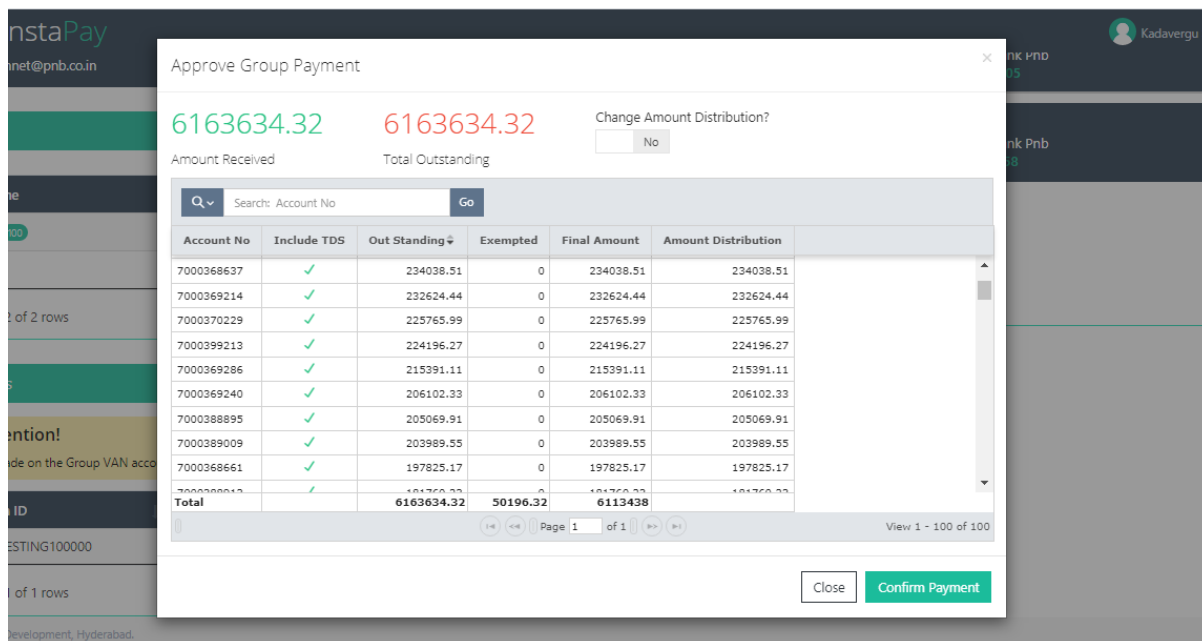 nstaPay
nnet@pnb.co.in
Kadavergu
Approve Group Payment
×
6163634.32
6163634.32
Change Amount Distribution?
No
Amount Received
Total Outstanding
Search: Account No
Go
Account No Include TDS Out Standing Exempted Final Amount Amount Distribution
7000368637 ✓ 234038.51 0 234038.51 234038.51
7000369214 ✓ 232624.44 0 232624.44 232624.44
7000370229 ✓ 225765.99 0 225765.99 225765.99
7000399213 ✓ 224196.27 0 224196.27 224196.27
7000369286 ✓ 215391.11 0 215391.11 215391.11
7000369240 ✓ 206102.33 0 206102.33 206102.33
7000388895 ✓ 205069.91 0 205069.91 205069.91
7000389009 ✓ 203989.55 0 203989.55 203989.55
7000368661 ✓ 197825.17 0 197825.17 197825.17
Total 6163634.32 50196.32 6113438
Page 1 of 1
View 1 - 100 of 100
Close
Confirm Payment
nk Pnb
05
nk Pnb
68
ne
100
2 of 2 rows
s
ention!
ade on the Group VAN acco
ID
ESTING100000
1 of 1 rows
Development, Hyderabad.